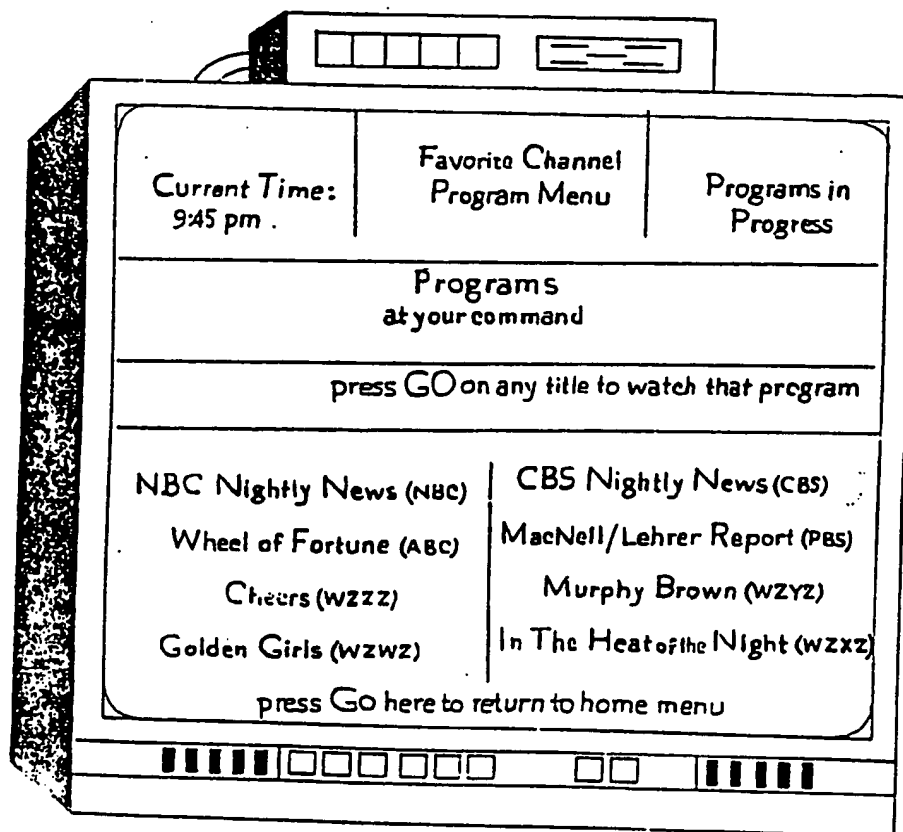 Current Time:
9:45 pm .
Favorite Channel
Program Menu
Programs in
Progress
Programs
at your command
press GO on any title to watch that program
NBC Nightly News (NBC)
CBS Nightly News (CBS)
Wheel of Fortune (ABC)
MacNeil/Lehrer Report (PBS)
Cheers (WZZZ)
Murphy Brown (WZYZ)
Golden Girls (WZWZ)
In The Heat of the Night (WZXZ)
press Go here to return to home menu